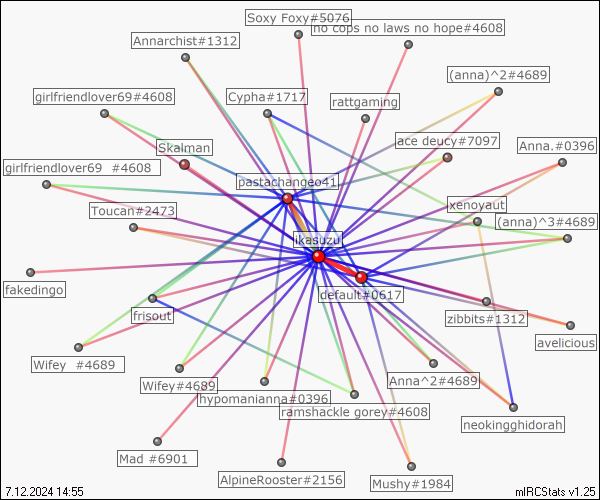 Soxy Foxy#5076
no cops no laws no hope#4608
Annarchist#1312
(anna)^2#4689
girlfriendlover69#4608
Cypha#1717
rattgaming
ace deucy#7097
Skalman
Anna.#0396
girlfriendlover69 #4608
pastachangeo41
Toucan#2473
xenoyaut
(anna)^3#4689
ikasuzu
fakedingo
default#0617
frisout
zibbits#1312
avelicious
Wifey #4689
Wifey#4689
Anna^2#4689
hypomanianna#0396
ramshackle gorey#4608
neokingghidorah
Mad #6901
AlpineRooster#2156
Mushy#1984
7.12.2024 14:55
mIRCStats v1.25